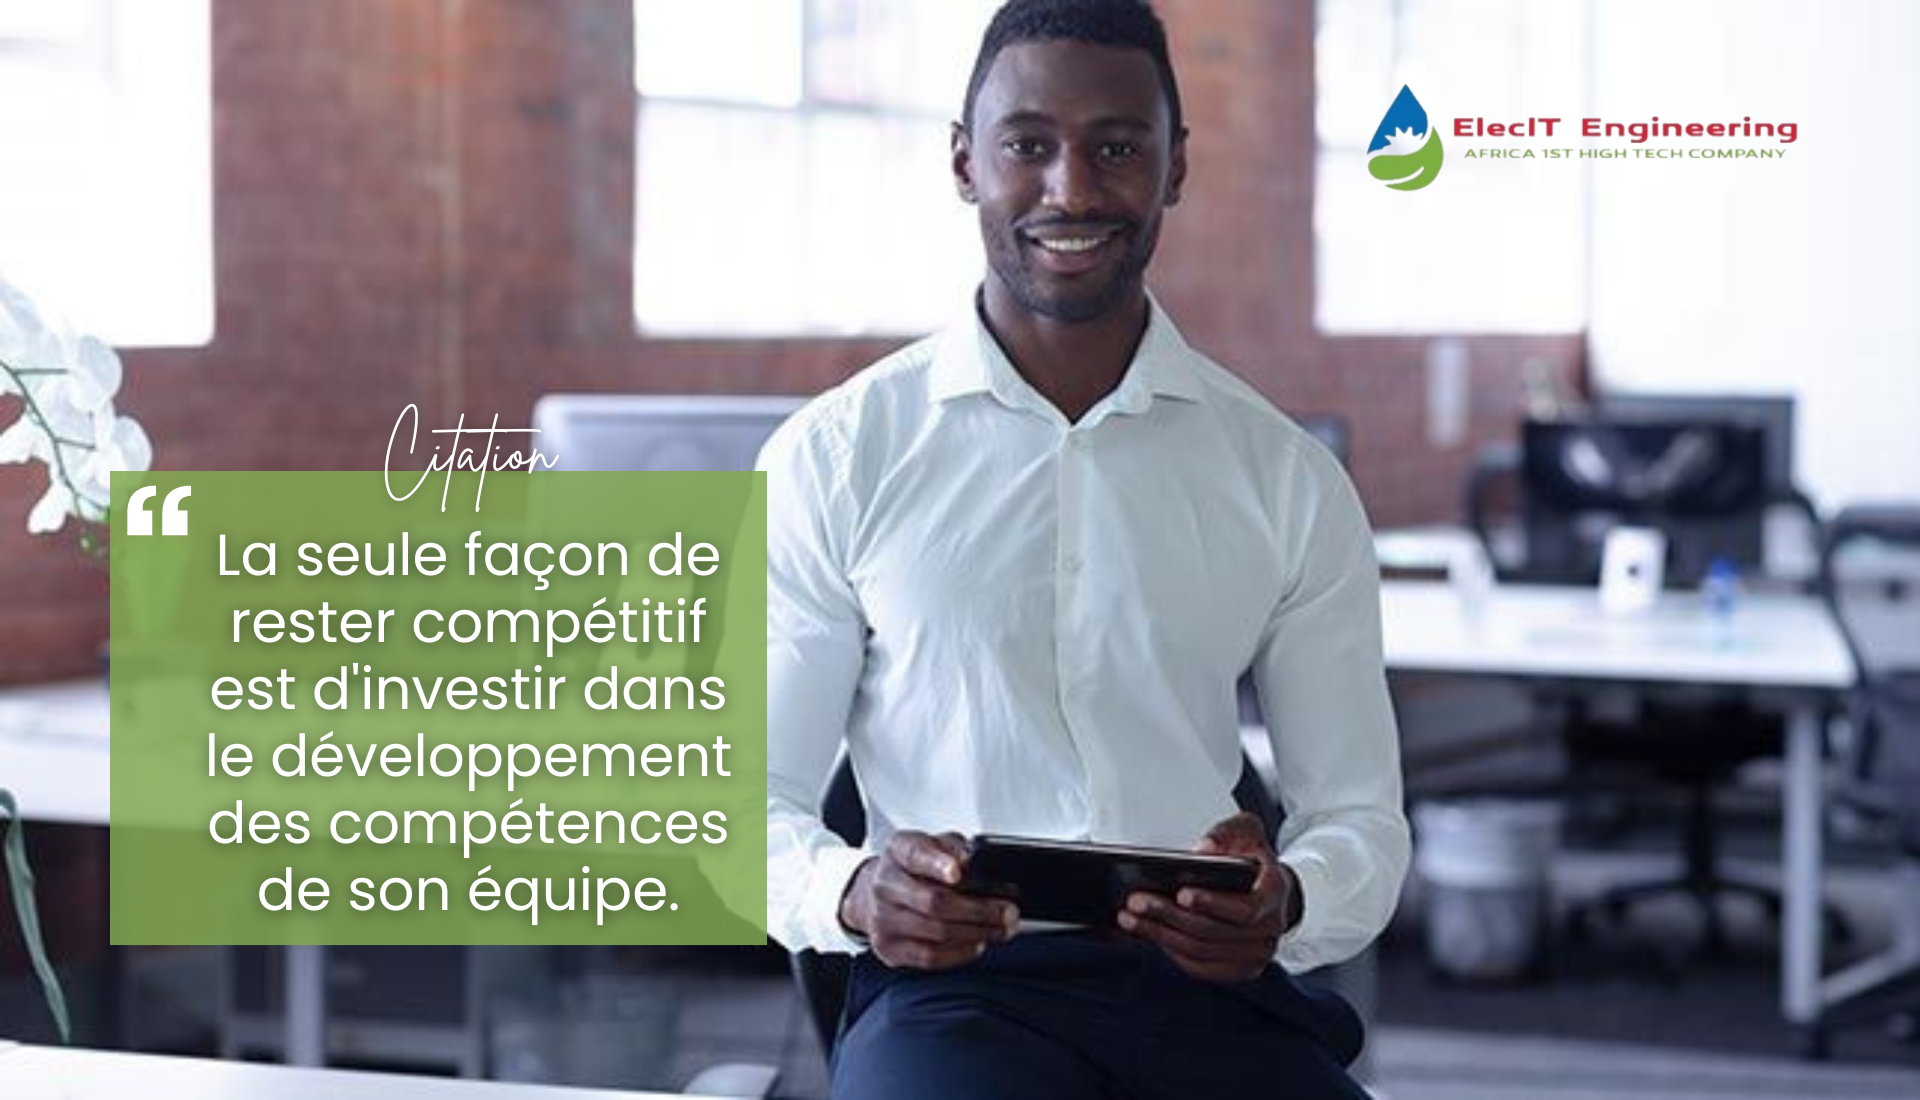 ElecIT Engineering
AFRICA 1ST HIGH TECH COMPANY
Citation
“
La seule façon de
rester compétitif
est d'investir dans
le développement
des compétences
de son équipe.